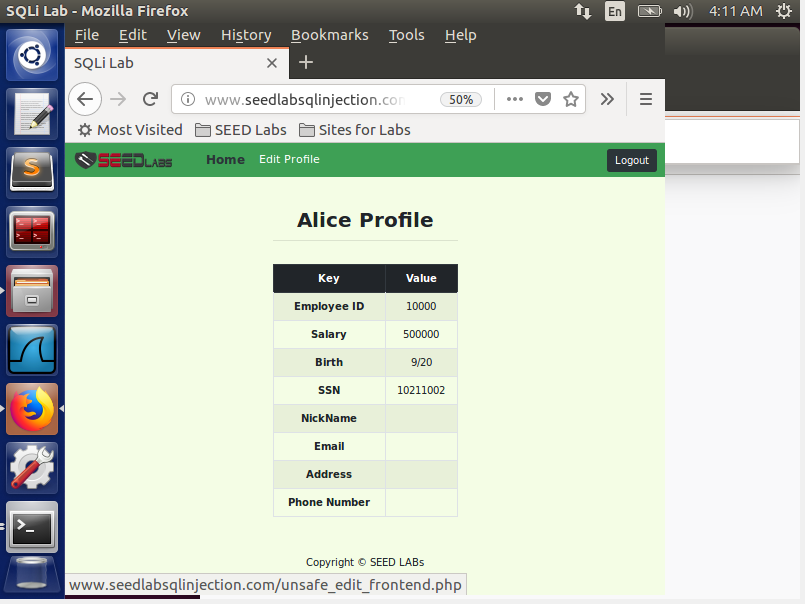 SQLi Lab - Mozilla Firefox
En
4:11 AM
File Edit View History Bookmarks Tools Help
SQLi Lab
www.seedlabsqlinjection.con
50%
Most Visited SEED Labs Sites for Labs
SEEDLABS Home Edit Profile Logout
Alice Profile
Key Value
Employee ID 10000
Salary 500000
Birth 9/20
SSN 10211002
NickName
Email
Address
Phone Number
Copyright © SEED LABs
www.seedlabsqlinjection.com/unsafe_edit_frontend.php